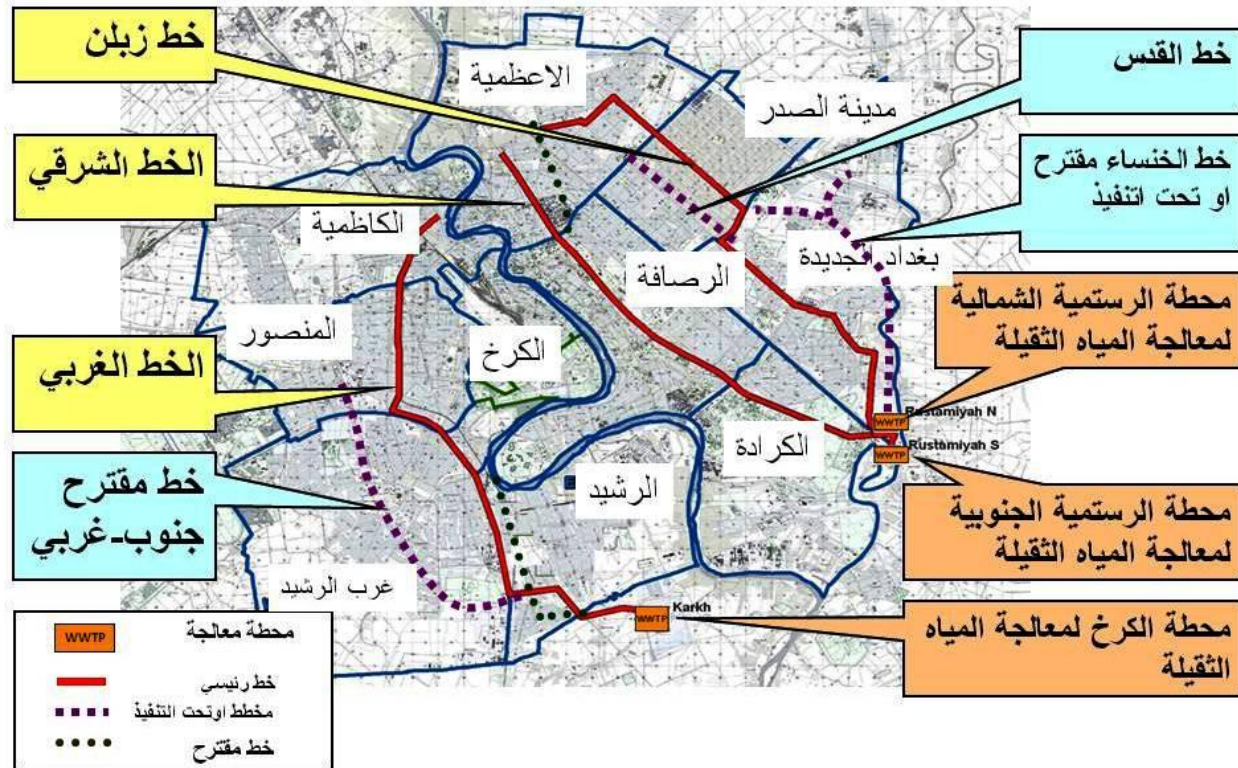 خط زبلن
الاعظمية
مدينة الصدر
خط القدس
الخط الشرقي
الكاظمية
خط الخنساء مقترح
او تحت اتنفيذ
بغداد الجديدة
الرصافة
المنصور
الكرخ
الخط الغربي
محطة الرستمية الشمالية
لمعالجة المياه الثقيلة
Rustamiyah N
WWTP
Rustamiyah S
WWTP
الكرادة
الرشيد
خط مقترح
جنوب-غربي
محطة الرستمية الجنوبية
لمعالجة المياه الثقيلة
غرب الرشيد
Karkh
WWTP
محطة الكرخ لمعالجة المياه
الثقيلة
WWTP
محطة معالجة
خط رئيسي
مخطط اوتحت التنفيذ
خط مقترح